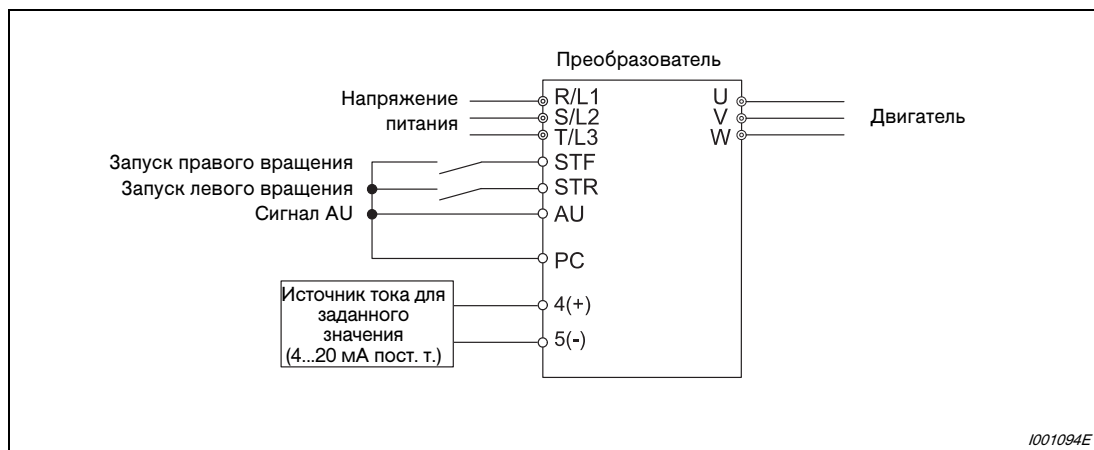 Преобразователь
Напряжение
питания
R/L1
S/L2
T/L3
U
V
W
Двигатель
Запуск правого вращения
STF
Запуск левого вращения
STR
Сигнал AU
AU
PC
Источник тока для
заданного
значения
(4...20 мА пост. т.)
4(+)
5(-)
I001094E